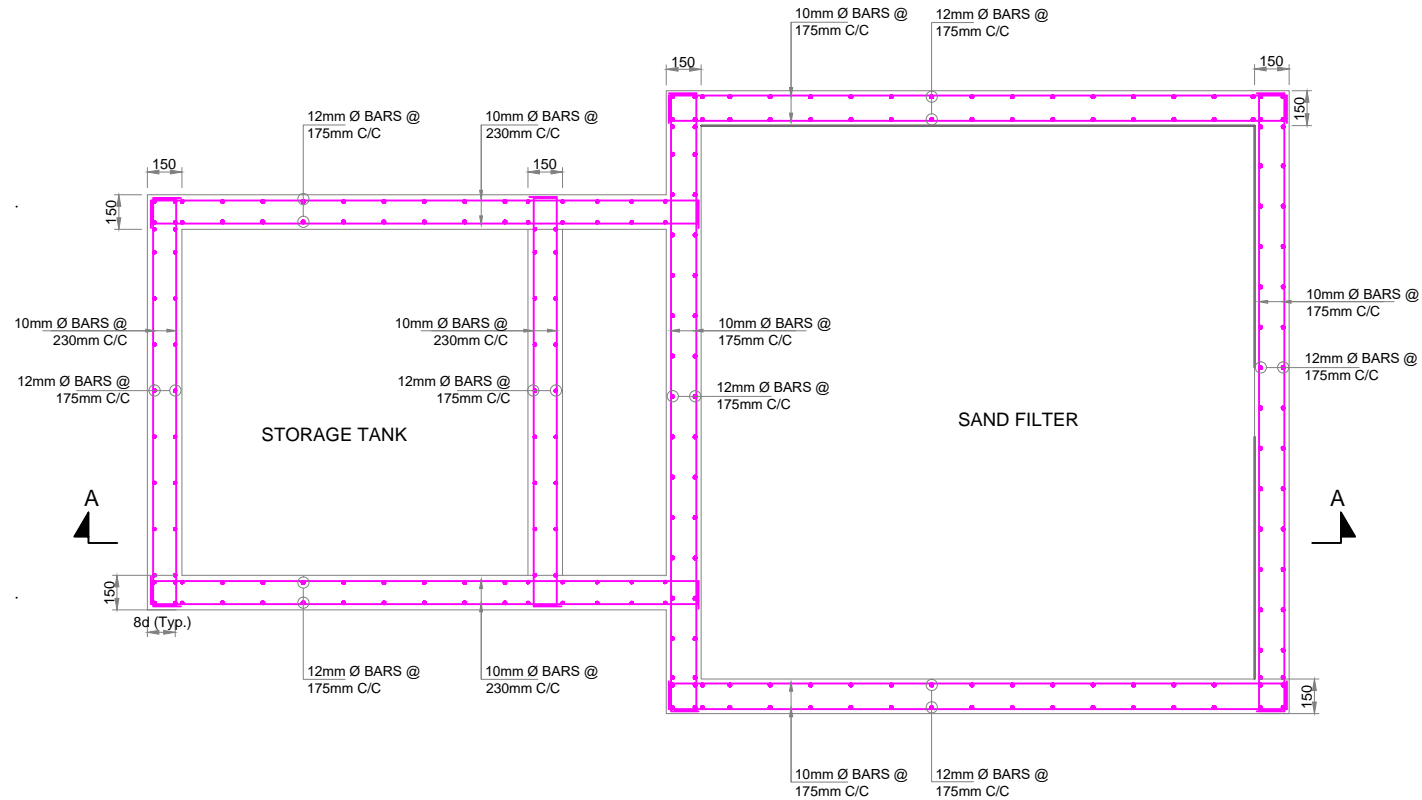 10mm Ø BARS @
175mm C/C
12mm Ø BARS @
175mm C/C
150
150
150
12mm Ø BARS @
175mm C/C
10mm Ø BARS @
230mm C/C
150
150
150
10mm Ø BARS @
230mm C/C
10mm Ø BARS @
230mm C/C
10mm Ø BARS @
175mm C/C
10mm Ø BARS @
175mm C/C
12mm Ø BARS @
175mm C/C
12mm Ø BARS @
175mm C/C
12mm Ø BARS @
175mm C/C
12mm Ø BARS @
175mm C/C
STORAGE TANK
SAND FILTER
A
A
150
8d (Typ.)
12mm Ø BARS @
175mm C/C
10mm Ø BARS @
230mm C/C
150
10mm Ø BARS @
175mm C/C
12mm Ø BARS @
175mm C/C